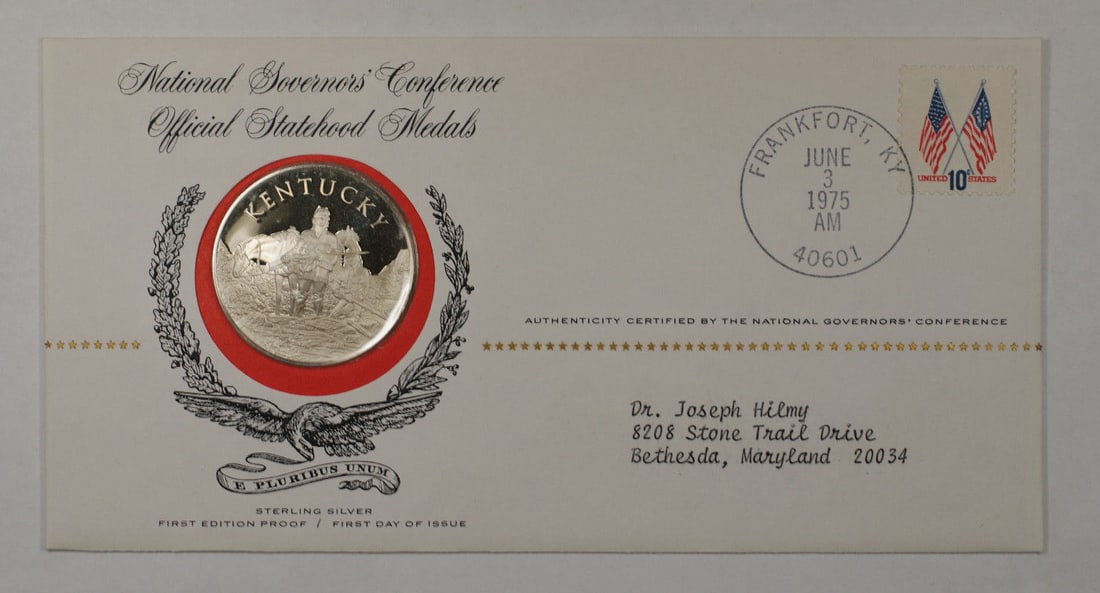 National Governors' Conference
Official Statehood Medals
KENTUCKY
E PLURIBUS UNUM
STERLING SILVER
FIRST EDITION PROOF / FIRST DAY OF ISSUE
FRANKFORT, KY
JUNE
3
1975
AM
40601
UNITED 10c STATES
AUTHENTICITY CERTIFIED BY THE NATIONAL GOVERNORS' CONFERENCE
Dr. Joseph Hilmy
8208 Stone Trail Drive
Bethesda, Maryland 20034